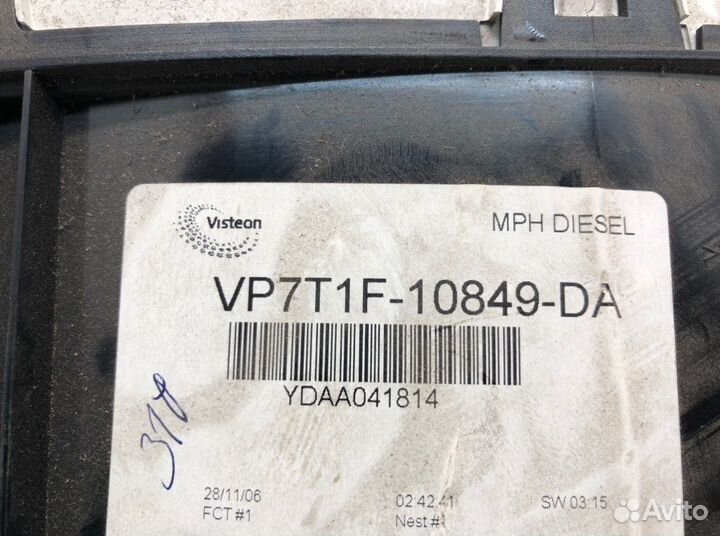 Visteon
MPH DIESEL
VP7T1F-10849-DA
YDAA041814
318
28/11/06 02:42:41 SW 03.15
FCT #1 Nest #1
Avito